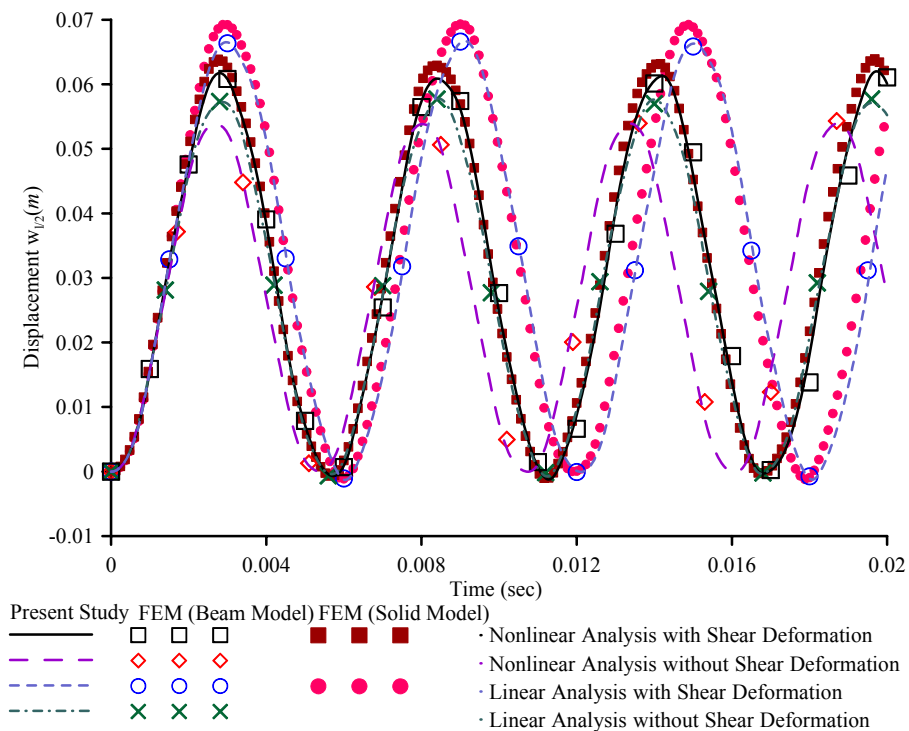 0.07
0.06
0.05
0.04
0.03
0.02
0.01
0
-0.01
Displacement w_{l/2}(m)
0 0.004 0.008 0.012 0.016 0.02
Time (sec)
Present Study FEM (Beam Model) FEM (Solid Model)
Nonlinear Analysis with Shear Deformation
Nonlinear Analysis without Shear Deformation
Linear Analysis with Shear Deformation
Linear Analysis without Shear Deformation